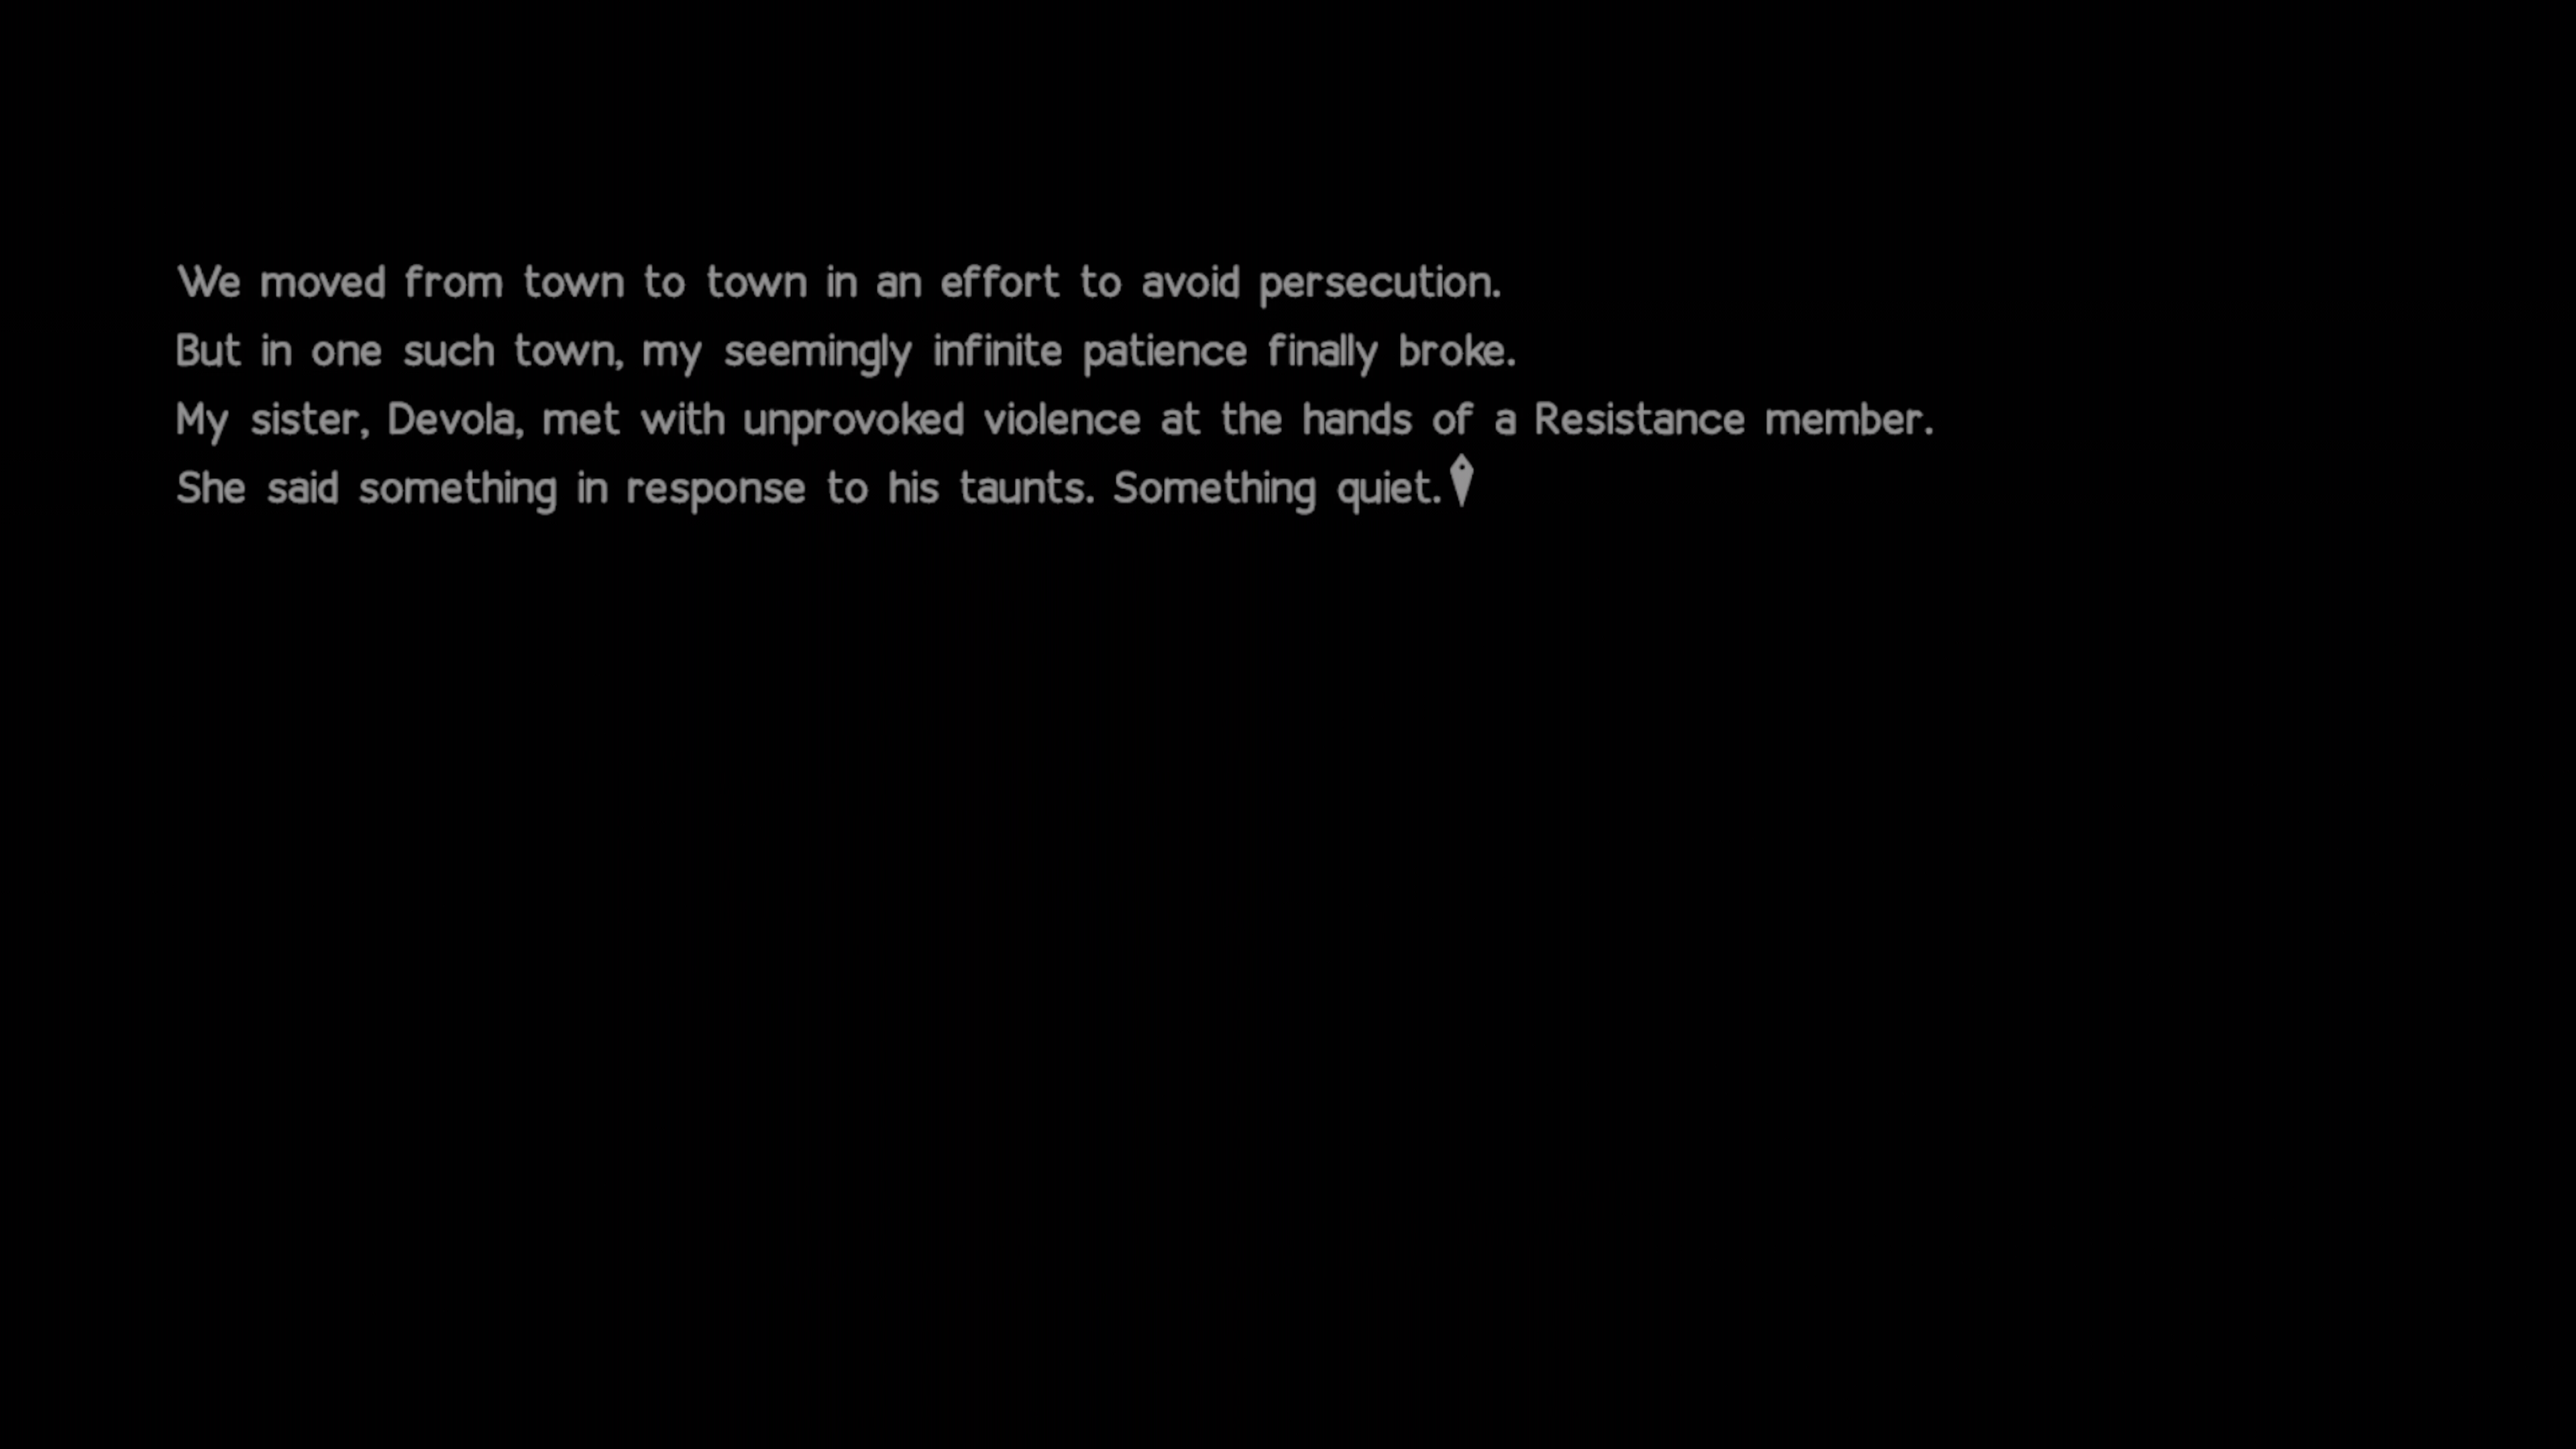 We moved from town to town in an effort to avoid persecution.
But in one such town, my seemingly infinite patience finally broke.
My sister, Devola, met with unprovoked violence at the hands of a Resistance member.
She said something in response to his taunts. Something quiet.